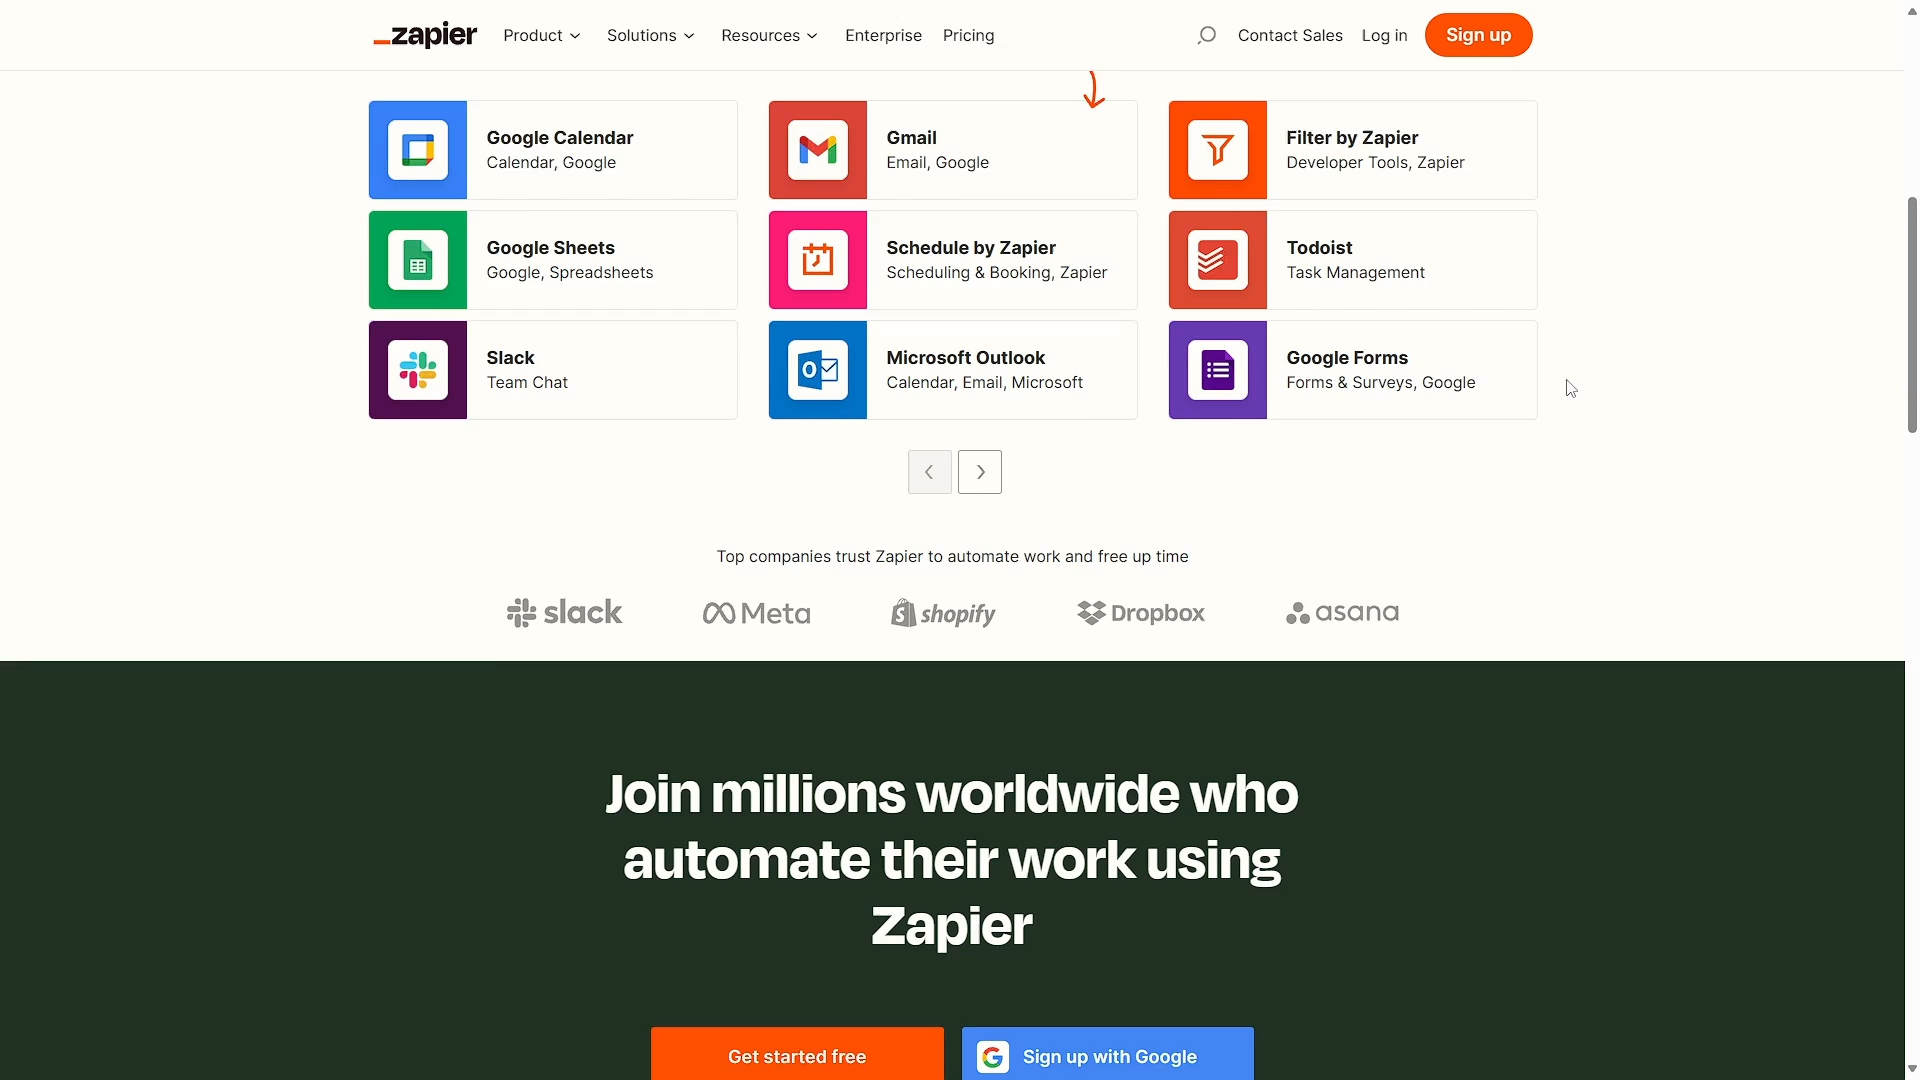 zapier Product Solutions Resources Enterprise Pricing Contact Sales Log in Sign up
Google Calendar
Calendar, Google
Gmail
Email, Google
Filter by Zapier
Developer Tools, Zapier
Google Sheets
Google, Spreadsheets
Schedule by Zapier
Scheduling & Booking, Zapier
Todoist
Task Management
Slack
Team Chat
Microsoft Outlook
Calendar, Email, Microsoft
Google Forms
Forms & Surveys, Google
Top companies trust Zapier to automate work and free up time
slack Meta shopify Dropbox asana
Join millions worldwide who
automate their work using
Zapier
Get started free
Sign up with Google